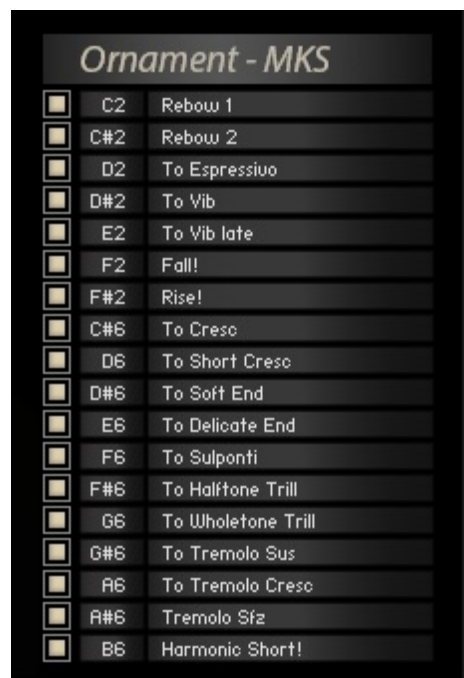 Ornament - MKS
C2 Rebow 1
C#2 Rebow 2
D2 To Espressivo
D#2 To Vib
E2 To Vib late
F2 Fall!
F#2 Rise!
C#6 To Cresc
D6 To Short Cresc
D#6 To Soft End
E6 To Delicate End
F6 To Sulponti
F#6 To Halftone Trill
G6 To Wholetone Trill
G#6 To Tremolo Sus
A6 To Tremolo Cresc
A#6 Tremolo Sfz
B6 Harmonic Short!